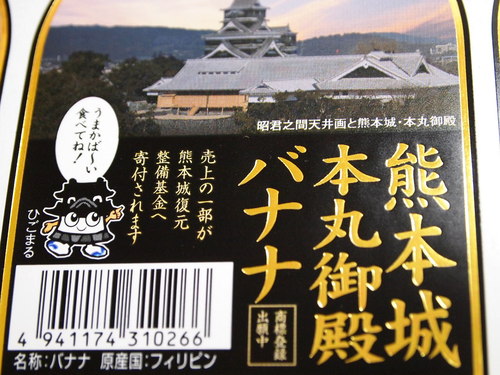 昭君之間天井画と熊本城・本丸御殿
熊本城
本丸御殿
バナナ
商標登録
出願中
売上の一部が
熊本城復元
整備基金へ
寄付されます
うまかば〜い
食べてね!
ひごまる
4 941174 310266
名称:バナナ 原産国:フィリピン